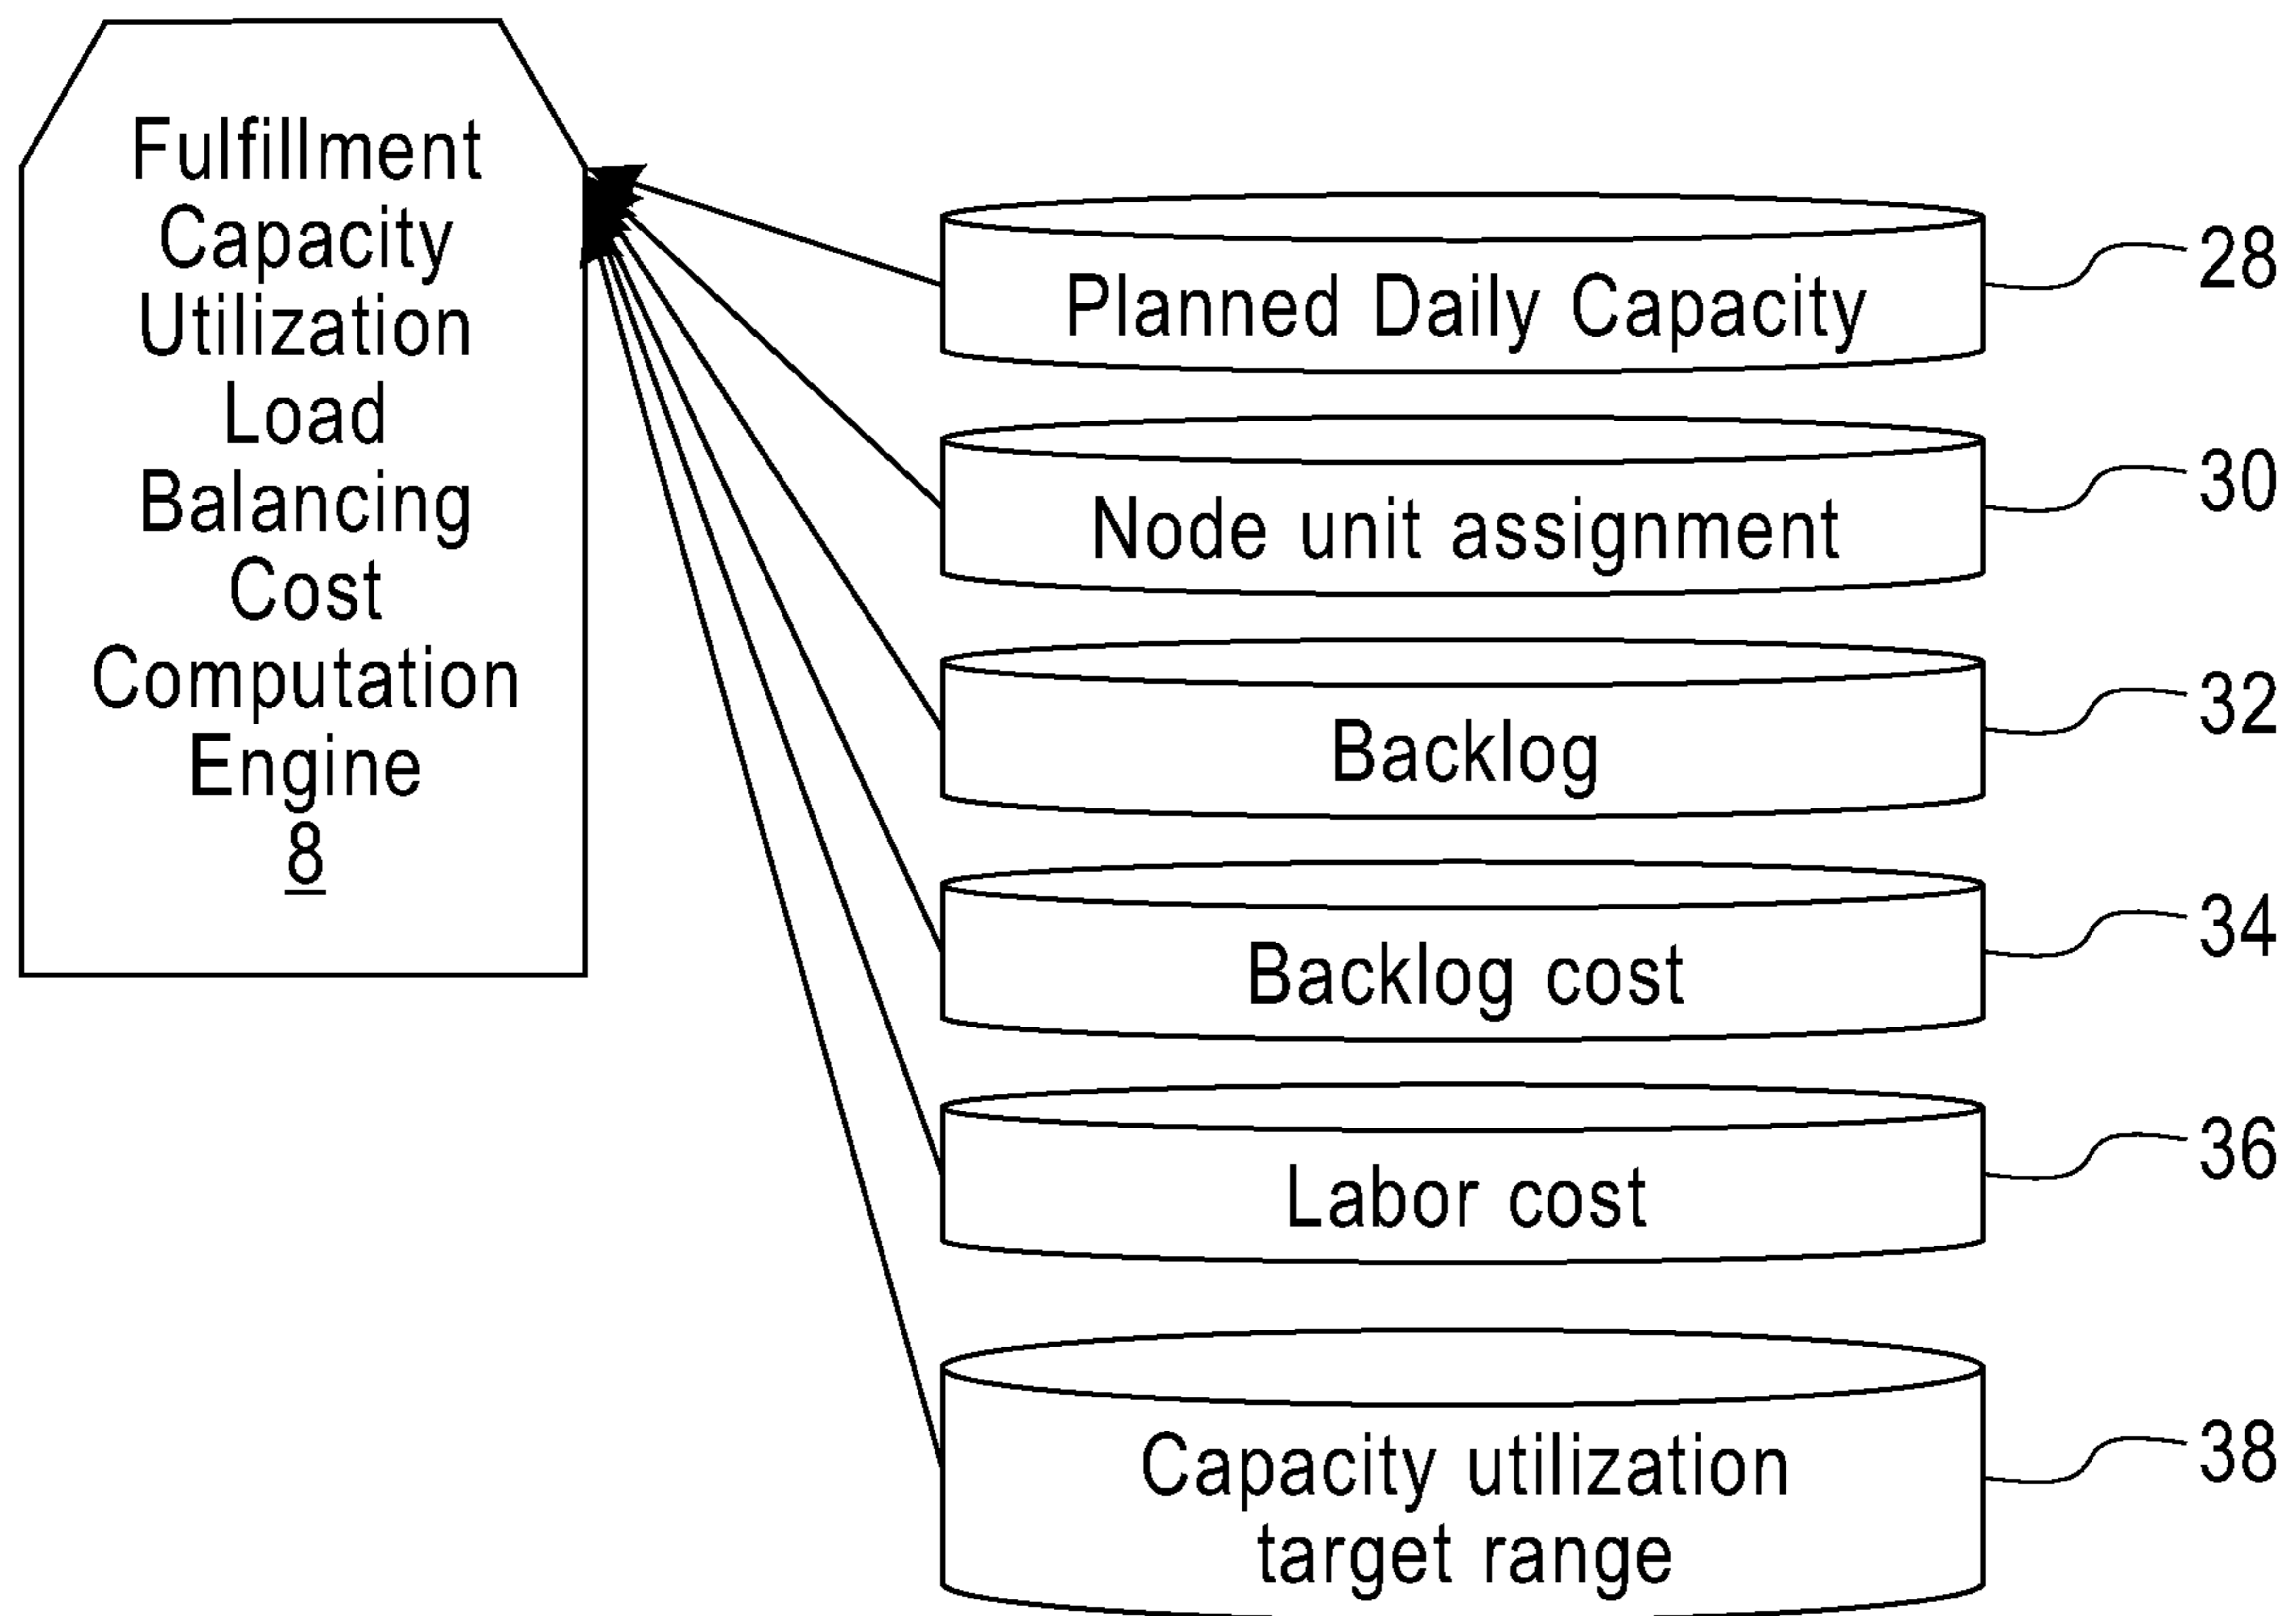 Fulfillment
Capacity
Utilization
Load
Balancing
Cost
Computation
Engine
8
Planned Daily Capacity
28
Node unit assignment
30
Backlog
32
Backlog cost
34
Labor cost
36
Capacity utilization
target range
38